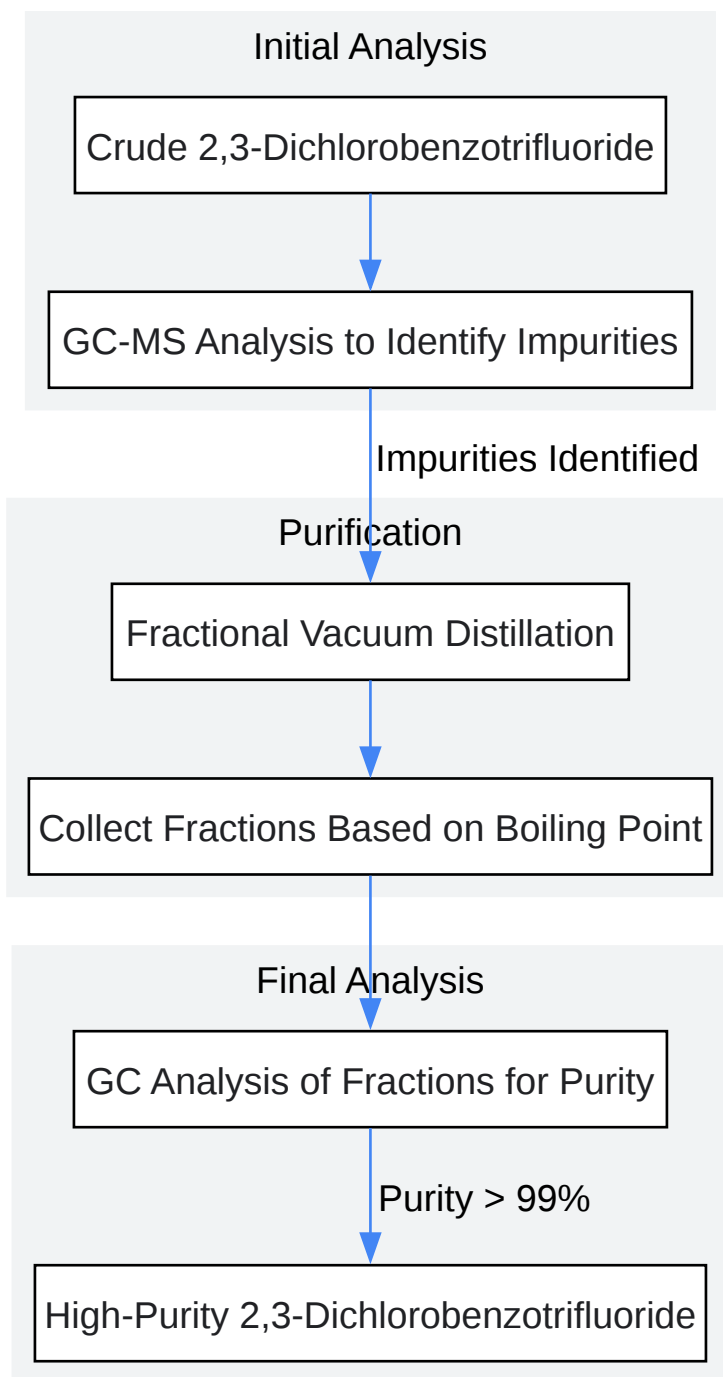 Initial Analysis
Crude 2,3-Dichlorobenzotrifluoride
GC-MS Analysis to Identify Impurities
Impurities Identified
Purification
Fractional Vacuum Distillation
Collect Fractions Based on Boiling Point
Final Analysis
GC Analysis of Fractions for Purity
Purity > 99%
High-Purity 2,3-Dichlorobenzotrifluoride